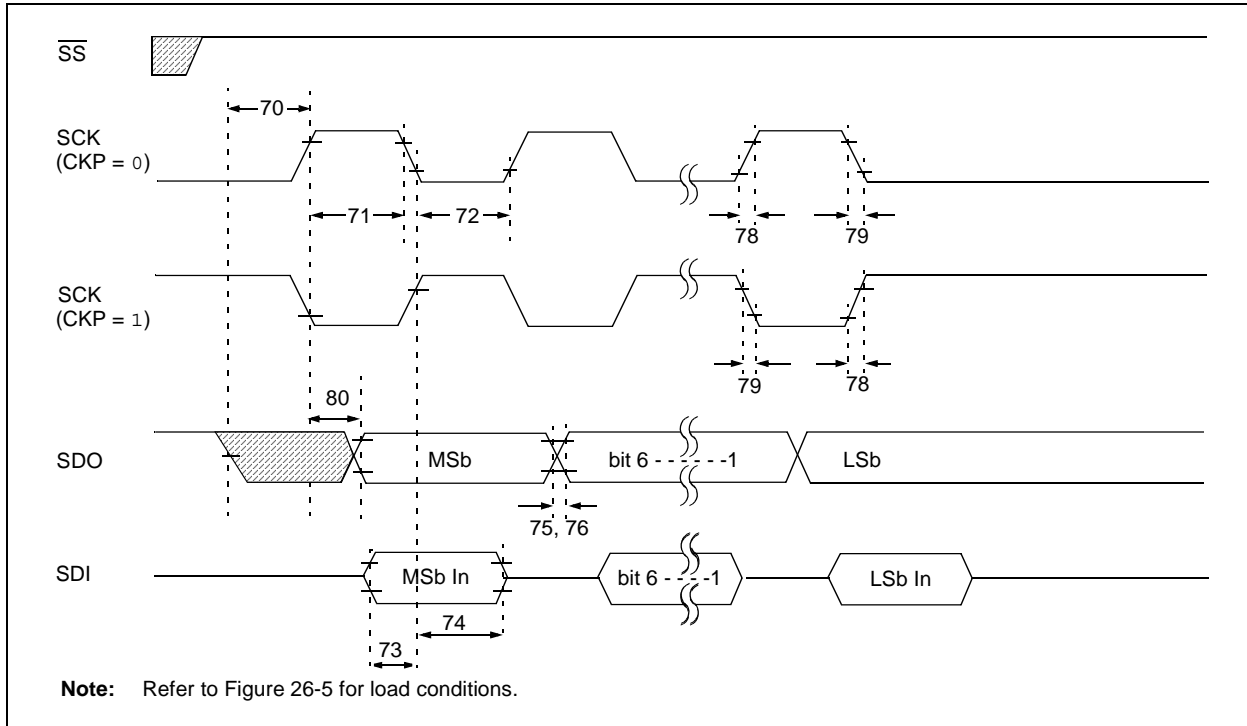 SS
70
SCK
(CKP = 0)
71
72
78
79
SCK
(CKP = 1)
79
78
80
SDO
MSb
bit 6 - - - - - -1
LSb
75, 76
SDI
MSb In
bit 6 - - - - -1
LSb In
74
73
Note: Refer to Figure 26-5 for load conditions.